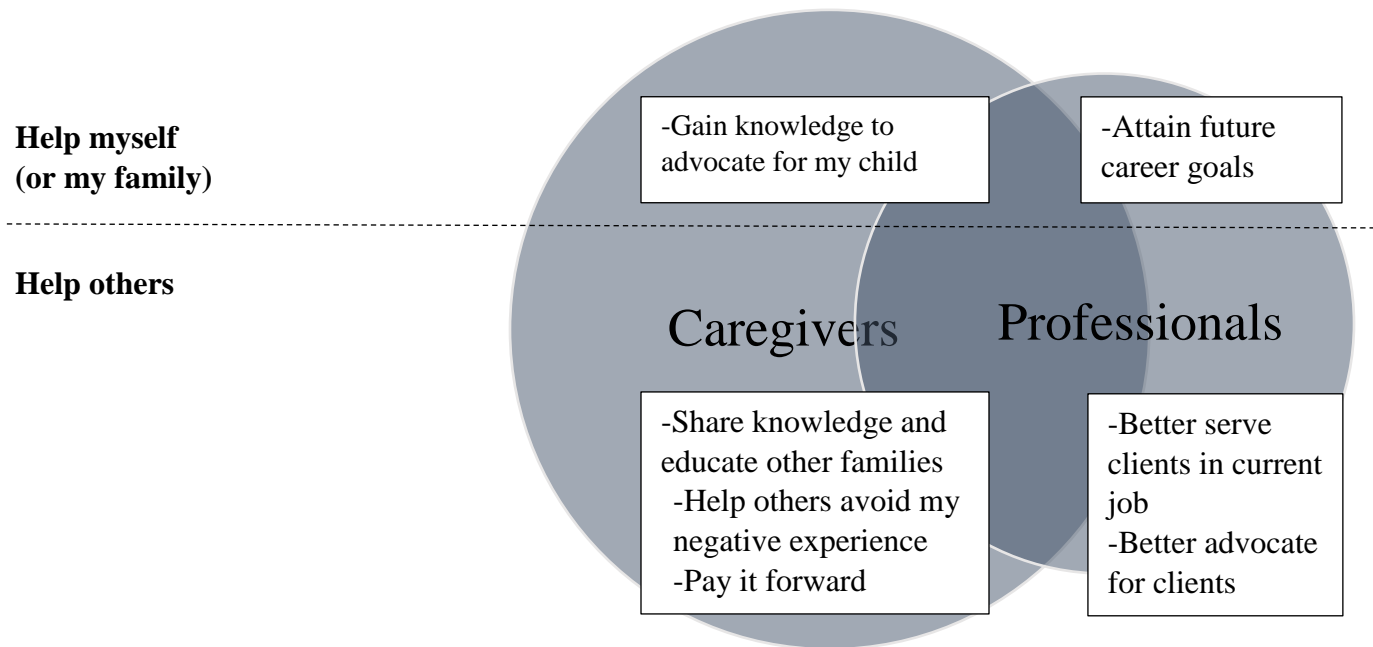 Help myself
(or my family)
-Gain knowledge to
advocate for my child
-Attain future
career goals
Help others
Caregivers
Professionals
-Share knowledge and
educate other families
-Help others avoid my
negative experience
-Pay it forward
-Better serve
clients in current
job
-Better advocate
for clients